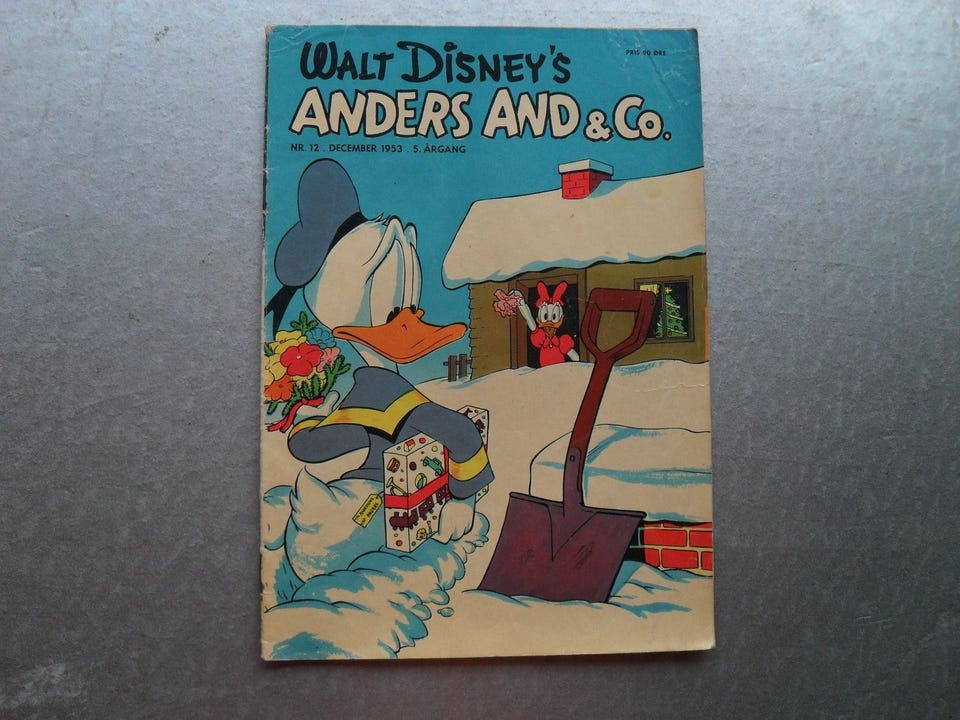 WALT DISNEY'S
PRIS 90 ØRE
ANDERS AND & CO.
NR. 12 . DECEMBER 1953 . 5. ÅRGANG